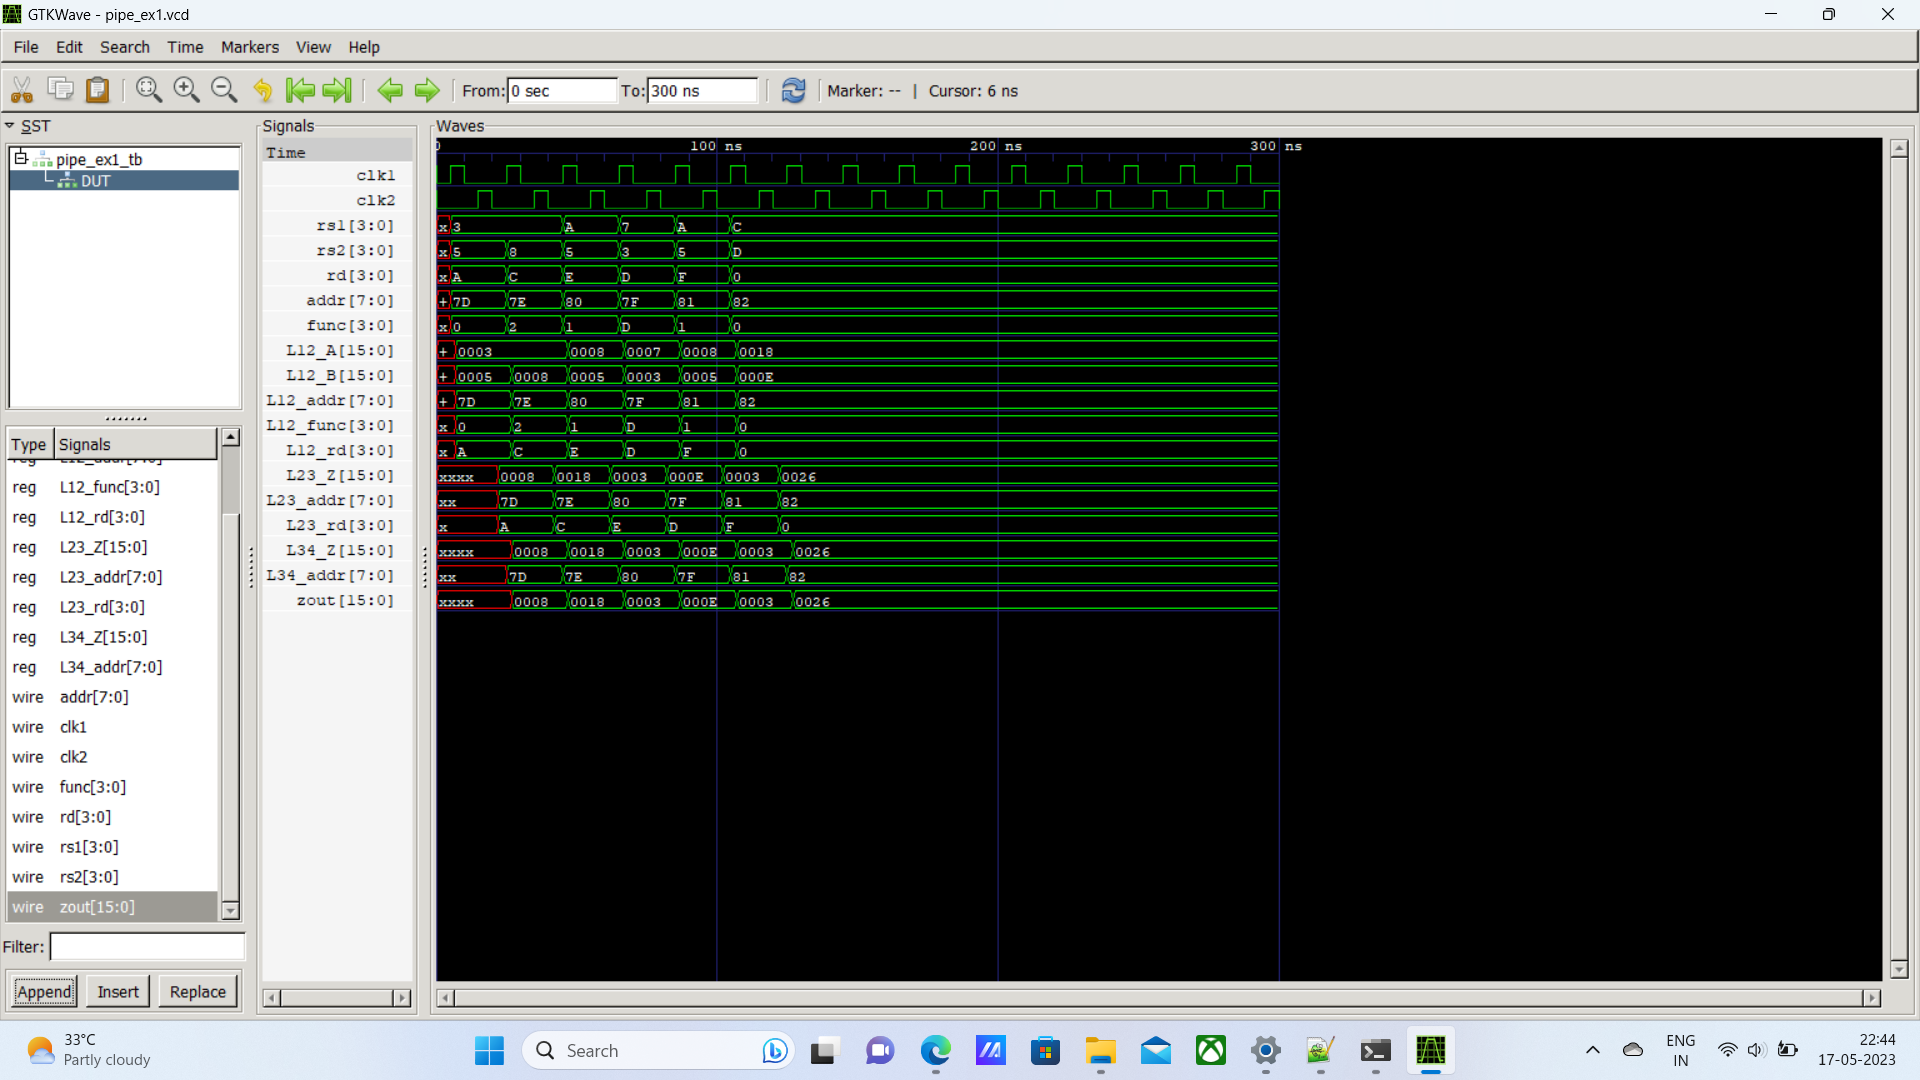 GTKWave - pipe_ex1.vcd
File Edit Search Time Markers View Help
From: 0 sec To: 300 ns Marker: -- | Cursor: 6 ns
SST
pipe_ex1_tb
DUT
Type Signals
reg L12_func[3:0]
reg L12_rd[3:0]
reg L23_Z[15:0]
reg L23_addr[7:0]
reg L23_rd[3:0]
reg L34_Z[15:0]
reg L34_addr[7:0]
wire addr[7:0]
wire clk1
wire clk2
wire func[3:0]
wire rd[3:0]
wire rs1[3:0]
wire rs2[3:0]
wire zout[15:0]
Filter:
Append Insert Replace
Signals
Waves
Time 0 100 ns 200 ns 300 ns
clk1
clk2
rs1[3:0] x 3 A 7 A C
rs2[3:0] x 5 8 5 3 5 D
rd[3:0] x A C E D F 0
addr[7:0] + 7D 7E 80 7F 81 82
func[3:0] x 0 2 1 D 1 0
L12_A[15:0] + 0003 0008 0007 0008 0018
L12_B[15:0] + 0005 0008 0005 0003 0005 000E
L12_addr[7:0] + 7D 7E 80 7F 81 82
L12_func[3:0] x 0 2 1 D 1 0
L12_rd[3:0] x A C E D F 0
L23_Z[15:0] xxxx 0008 0018 0003 000E 0003 0026
L23_addr[7:0] xx 7D 7E 80 7F 81 82
L23_rd[3:0] x A C E D F 0
L34_Z[15:0] xxxx 0008 0018 0003 000E 0003 0026
L34_addr[7:0] xx 7D 7E 80 7F 81 82
zout[15:0] xxxx 0008 0018 0003 000E 0003 0026
33°C
Partly cloudy
Search
ENG
IN
22:44
17-05-2023